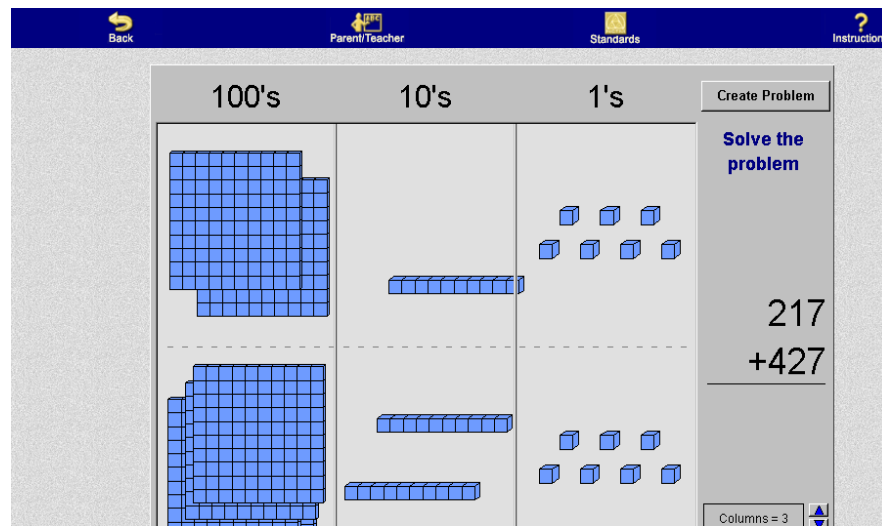 Back
Parent/Teacher
Standards
Instruction
100's
10's
1's
Create Problem
Solve the
problem
217
+427
Columns = 3